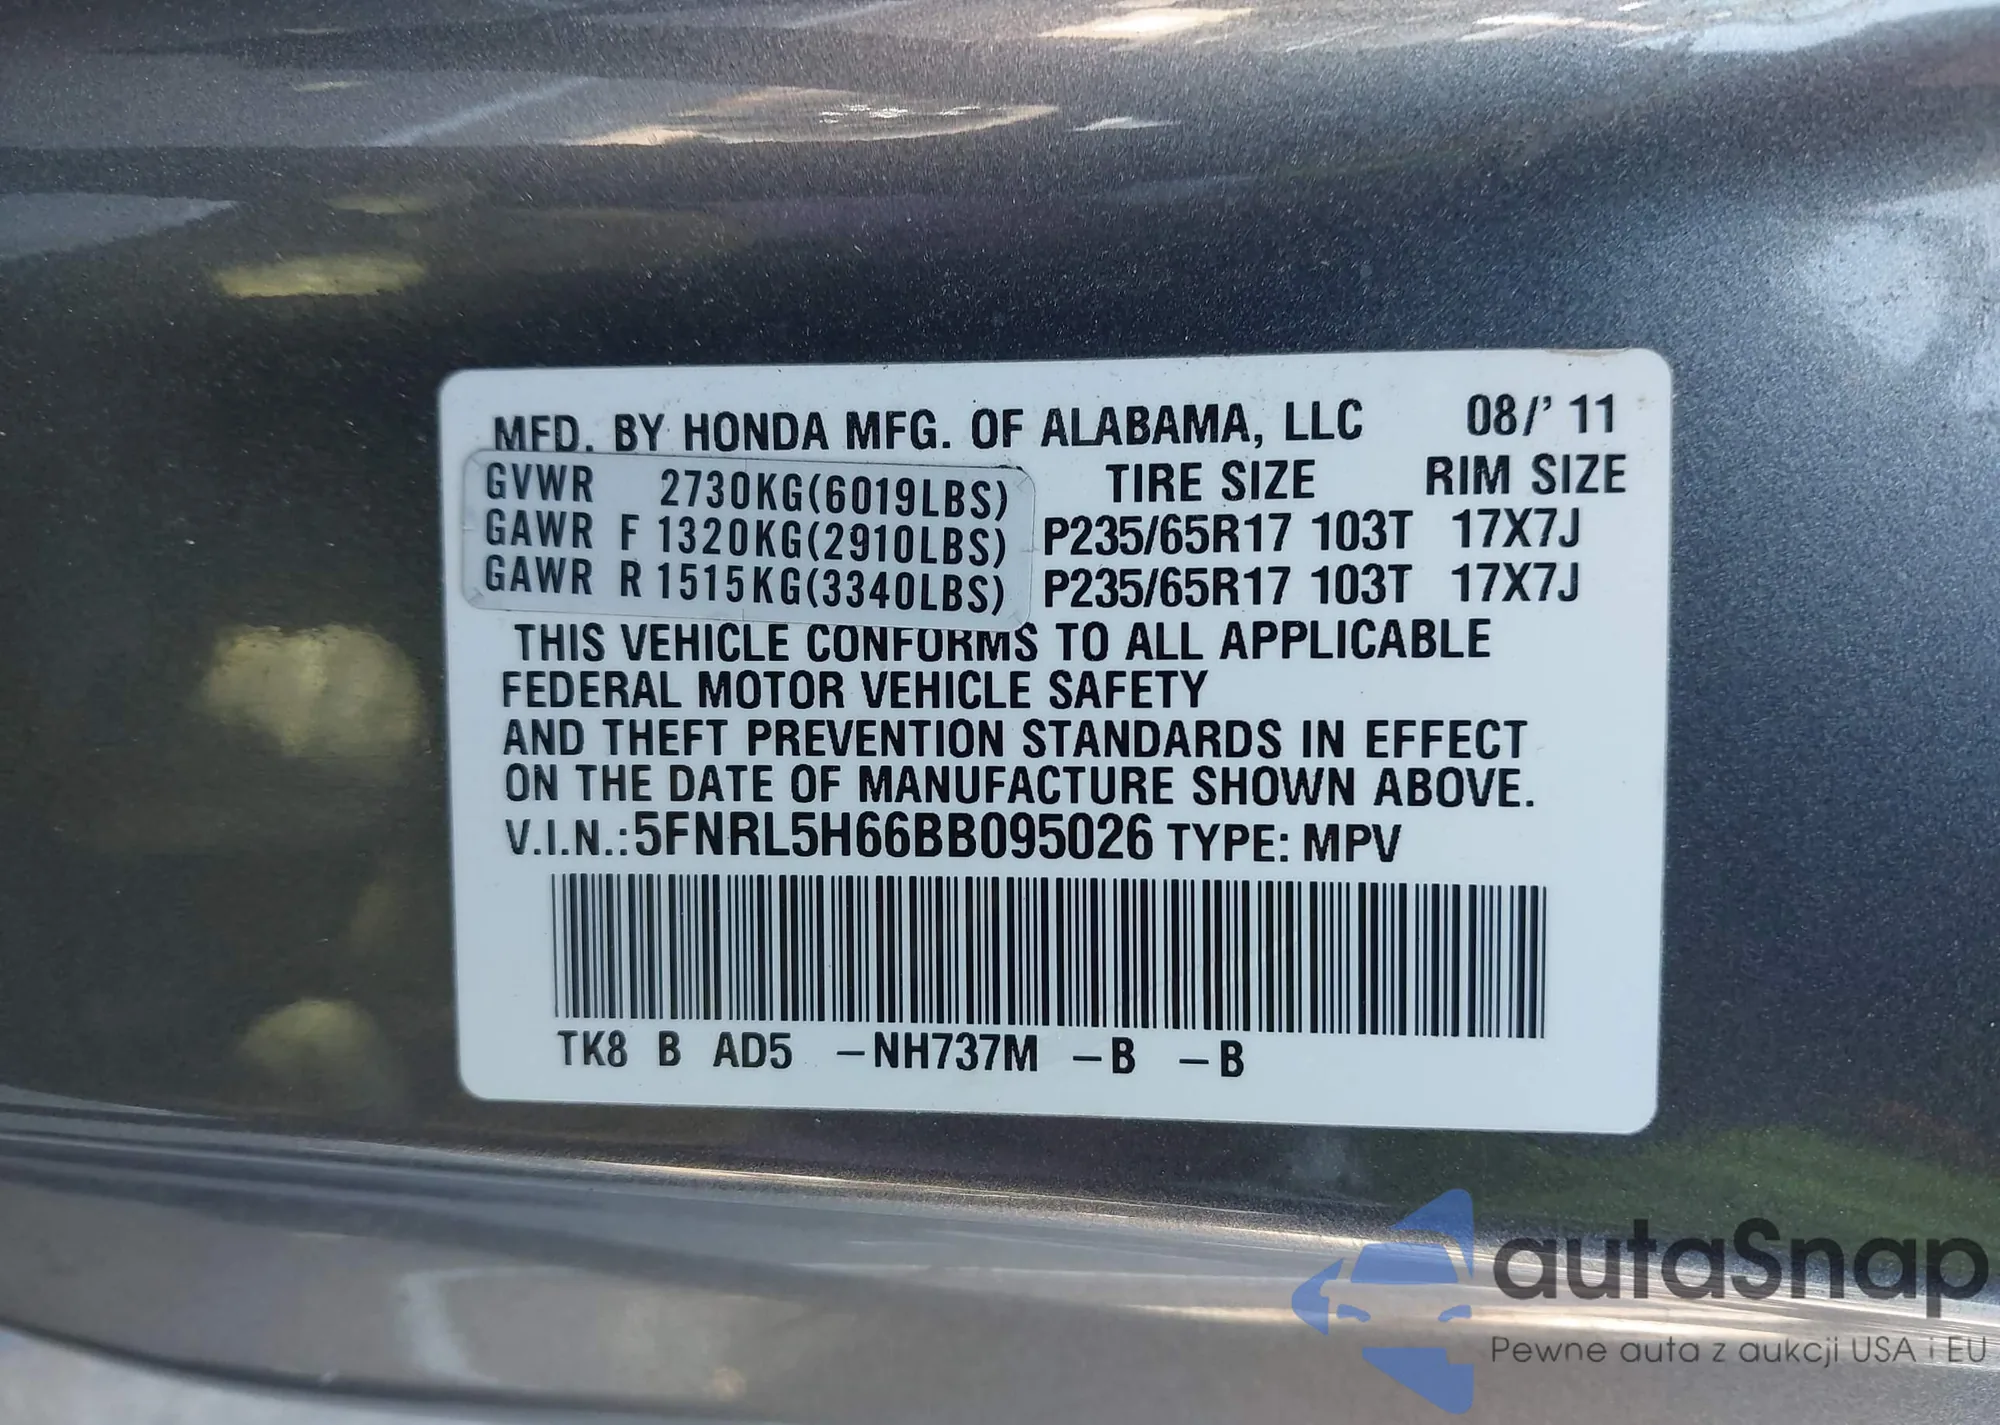 MFD. BY HONDA MFG. OF ALABAMA, LLC 08/' 11
TIRE SIZE RIM SIZE
GVWR 2730KG(6019LBS)
GAWR F 1320KG(2910LBS) P235/65R17 103T 17X7J
GAWR R 1515KG(3340LBS) P235/65R17 103T 17X7J
THIS VEHICLE CONFORMS TO ALL APPLICABLE
FEDERAL MOTOR VEHICLE SAFETY
AND THEFT PREVENTION STANDARDS IN EFFECT
ON THE DATE OF MANUFACTURE SHOWN ABOVE.
V.I.N.:5FNRL5H66BB095026 TYPE: MPV
TK8 B AD5 –NH737M –B –B
autaSnap
Pewne auta z aukcji USA i EU